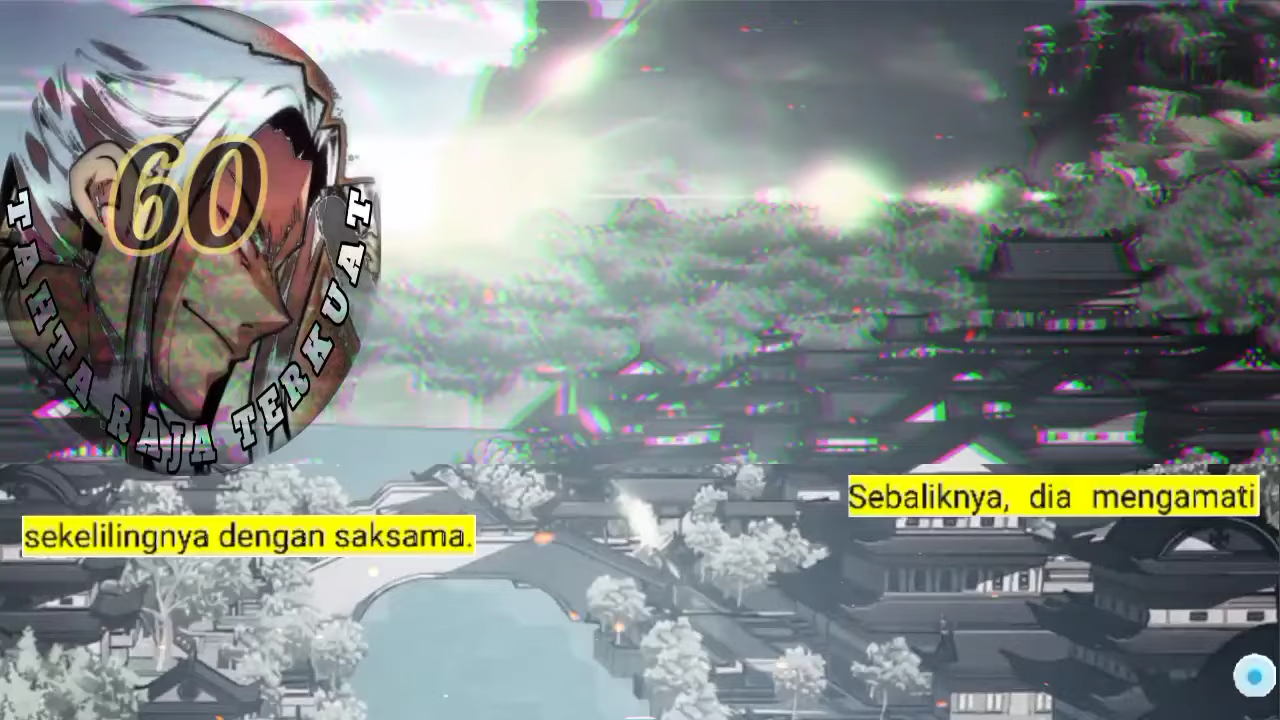 60
TAHTA RAJA TERKUAT
Sebaliknya, dia mengamati
sekelilingnya dengan saksama.